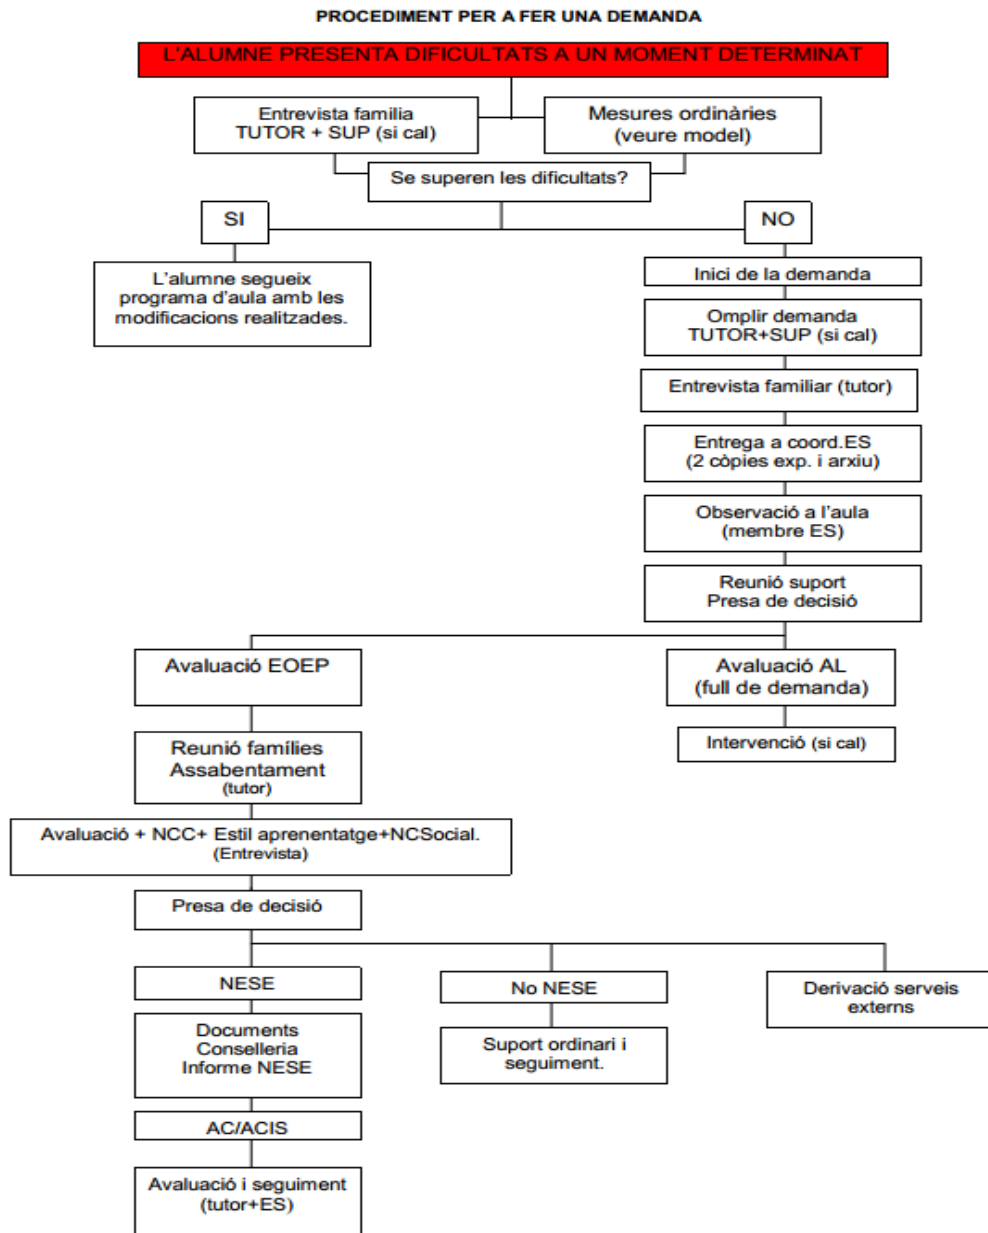 PROCEDIMENT PER A FER UNA DEMANDA
L'ALUMNE PRESENTA DIFICULTATS A UN MOMENT DETERMINAT
Entrevista familia
TUTOR + SUP (si cal)
Mesures ordinàries
(veure model)
Se superen les dificultats?
SI
NO
L'alumne segueix
programa d'aula amb les
modificacions realitzades.
Inici de la demanda
Omplir demanda
TUTOR+SUP (si cal)
Entrevista familiar (tutor)
Entrega a coord.ES
(2 còpies exp. i arxiu)
Observació a l'aula
(membre ES)
Reunió suport
Presa de decisió
Avaluació EOEP
Avaluació AL
(full de demanda)
Intervenció (si cal)
Reunió famílies
Assabentament
(tutor)
Avaluació + NCC+ Estil aprenentatge+NCSocial.
(Entrevista)
Presa de decisió
NESE
No NESE
Derivació serveis
externs
Documents
Conselleria
Informe NESE
Suport ordinari i
seguiment.
AC/ACIS
Avaluació i seguiment
(tutor+ES)